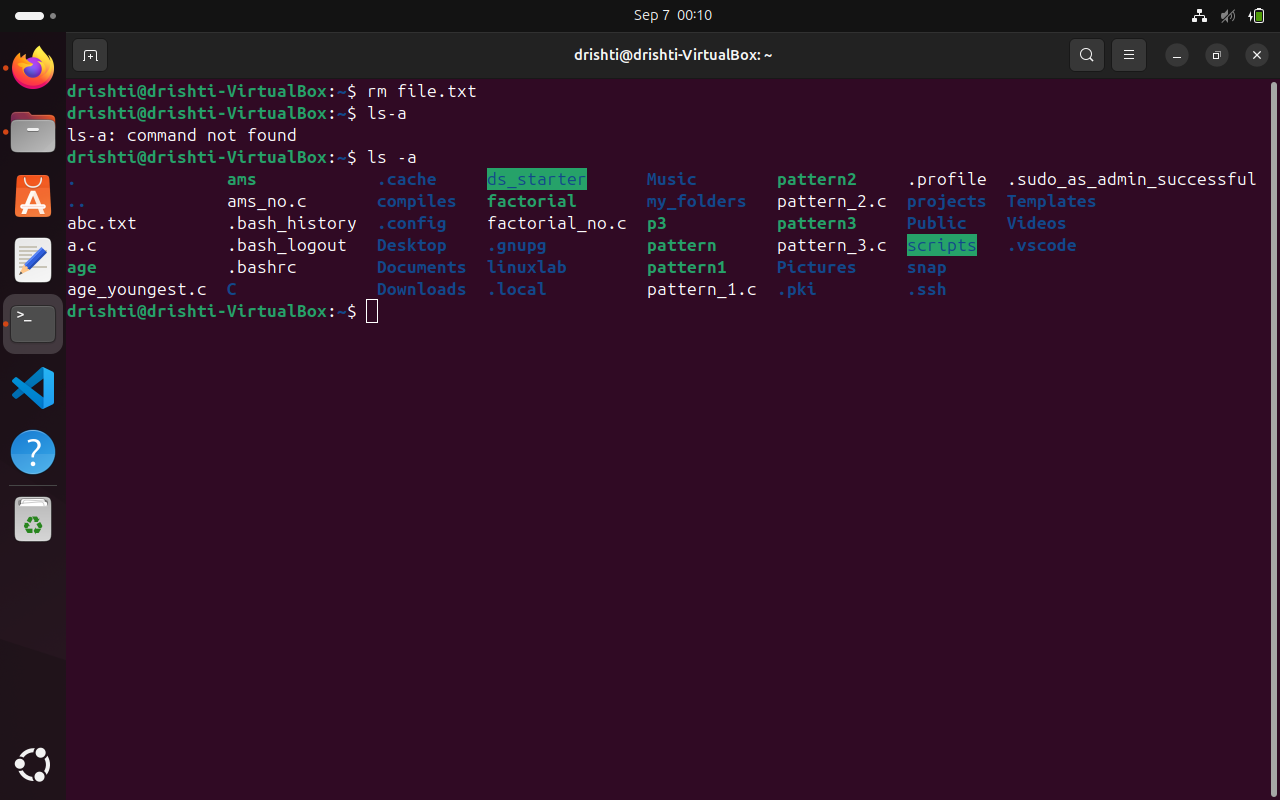 Sep 7 00:10
drishti@drishti-VirtualBox: ~
drishti@drishti-VirtualBox:~$ rm file.txt
drishti@drishti-VirtualBox:~$ ls-a
ls-a: command not found
drishti@drishti-VirtualBox:~$ ls -a
. ams .cache ds_starter Music pattern2 .profile .sudo_as_admin_successful
.. ams_no.c compiles factorial my_folders pattern_2.c projects Templates
abc.txt .bash_history .config factorial_no.c p3 pattern3 Public Videos
a.c .bash_logout Desktop .gnupg pattern pattern_3.c scripts .vscode
age .bashrc Documents linuxlab pattern1 Pictures snap
age_youngest.c C Downloads .local pattern_1.c .pki .ssh
drishti@drishti-VirtualBox:~$